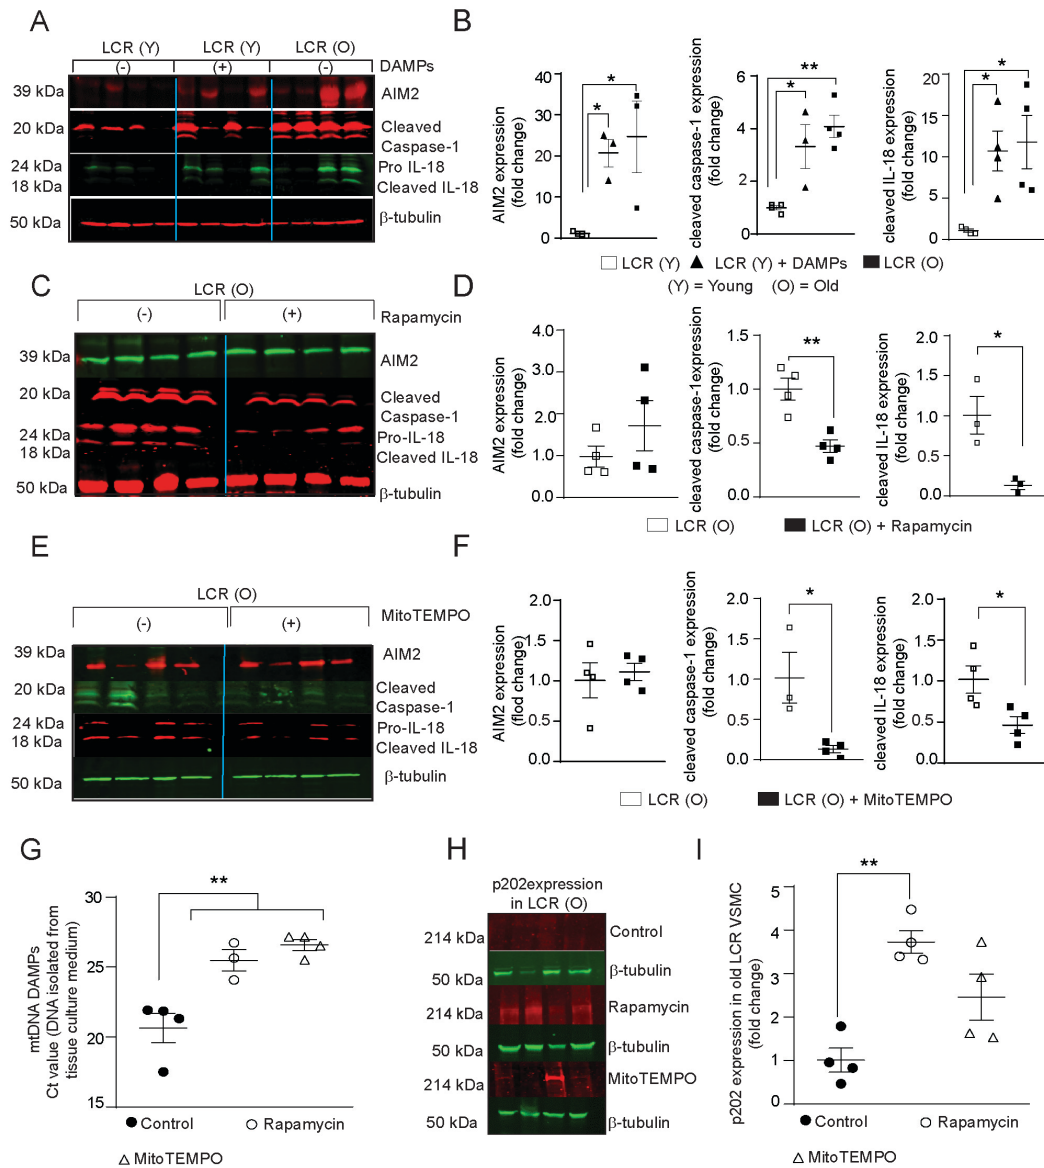 A
LCR (Y) LCR (Y) LCR (O)
(-) (+) (-) DAMPs
39 kDa AIM2
20 kDa Cleaved
Caspase-1
24 kDa Pro IL-18
18 kDa Cleaved IL-18
50 kDa β-tubulin
B
AIM2 expression
(fold change)
40
30
20
10
0
*
*
cleaved caspase-1 expression
(fold change)
6
4
2
0
**
*
cleaved IL-18 expression
(fold change)
20
15
10
5
0
*
*
LCR (Y) LCR (Y) + DAMPs LCR (O)
(Y) = Young (O) = Old
C
LCR (O)
(-) (+) Rapamycin
39 kDa AIM2
20 kDa Cleaved
Caspase-1
24 kDa Pro-IL-18
18 kDa Cleaved IL-18
50 kDa β-tubulin
D
AIM2 expression
(fold change)
4.0
3.0
2.0
1.0
0.0
cleaved caspase-1expression
(fold change)
1.5
1.0
0.5
0.0
**
cleaved IL-18 expression
(fold change)
2.0
1.5
1.0
0.5
0.0
*
LCR (O) LCR (O) + Rapamycin
E
LCR (O)
(-) (+) MitoTEMPO
39 kDa AIM2
20 kDa Cleaved
Caspase-1
24 kDa Pro-IL-18
18 kDa Cleaved IL-18
50 kDa β-tubulin
F
AIM2 expression
(flod change)
2.0
1.5
1.0
0.5
0.0
cleaved caspase-1 expression
(fold change)
2.0
1.5
1.0
0.5
0.0
*
cleaved IL-18 expression
(fold change)
2.0
1.5
1.0
0.5
0.0
*
LCR (O) LCR (O) + MitoTEMPO
G
mtDNA DAMPs
Ct value (DNA isolated from
tissue culture medium)
30
25
20
15
**
Control Rapamycin
MitoTEMPO
H
p202expression
in LCR (O)
214 kDa Control
50 kDa β-tubulin
214 kDa Rapamycin
50 kDa β-tubulin
214 kDa MitoTEMPO
50 kDa β-tubulin
I
p202 expression in old LCR VSMC
(fold change)
5
4
3
2
1
0
**
Control Rapamycin
MitoTEMPO